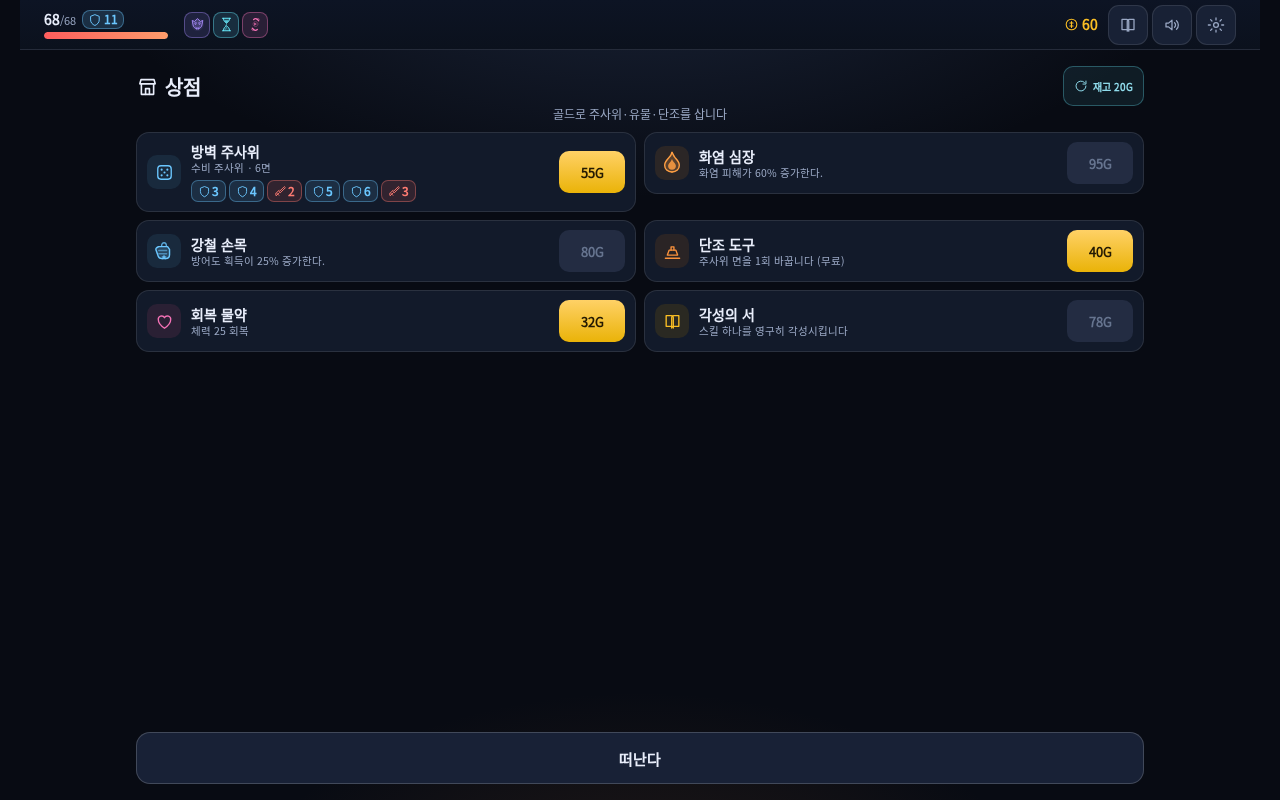 68/68 11
60
상점
재고 20G
골드로 주사위·유물·단조를 삽니다
방벽 주사위
수비 주사위 · 6면
3 4 2 5 6 3
55G
화염 심장
화염 피해가 60% 증가한다.
95G
강철 손목
방어도 획득이 25% 증가한다.
80G
단조 도구
주사위 면을 1회 바꿉니다 (무료)
40G
회복 물약
체력 25 회복
32G
각성의 서
스킬 하나를 영구히 각성시킵니다
78G
떠난다